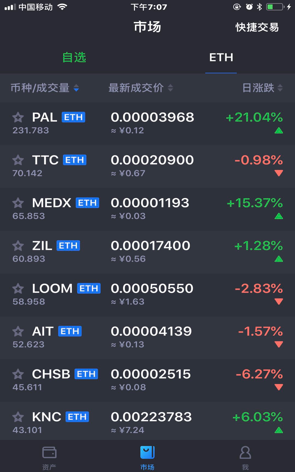 中国移动 下午7:07
市场 快捷交易
自选 ETH
币种/成交量 最新成交价 日涨跌
PAL ETH 0.00003968 +21.04%
231.783 ≈ ¥0.12
TTC ETH 0.00020900 -0.98%
70.142 ≈ ¥0.67
MEDX ETH 0.00001193 +15.37%
65.853 ≈ ¥0.03
ZIL ETH 0.00017400 +1.28%
60.893 ≈ ¥0.56
LOOM ETH 0.00050550 -2.83%
58.958 ≈ ¥1.63
AIT ETH 0.00004139 -1.57%
52.623 ≈ ¥0.13
CHSB ETH 0.00002515 -6.27%
45.611 ≈ ¥0.08
KNC ETH 0.00223783 +6.03%
43.101 ≈ ¥7.24
资产 市场 我